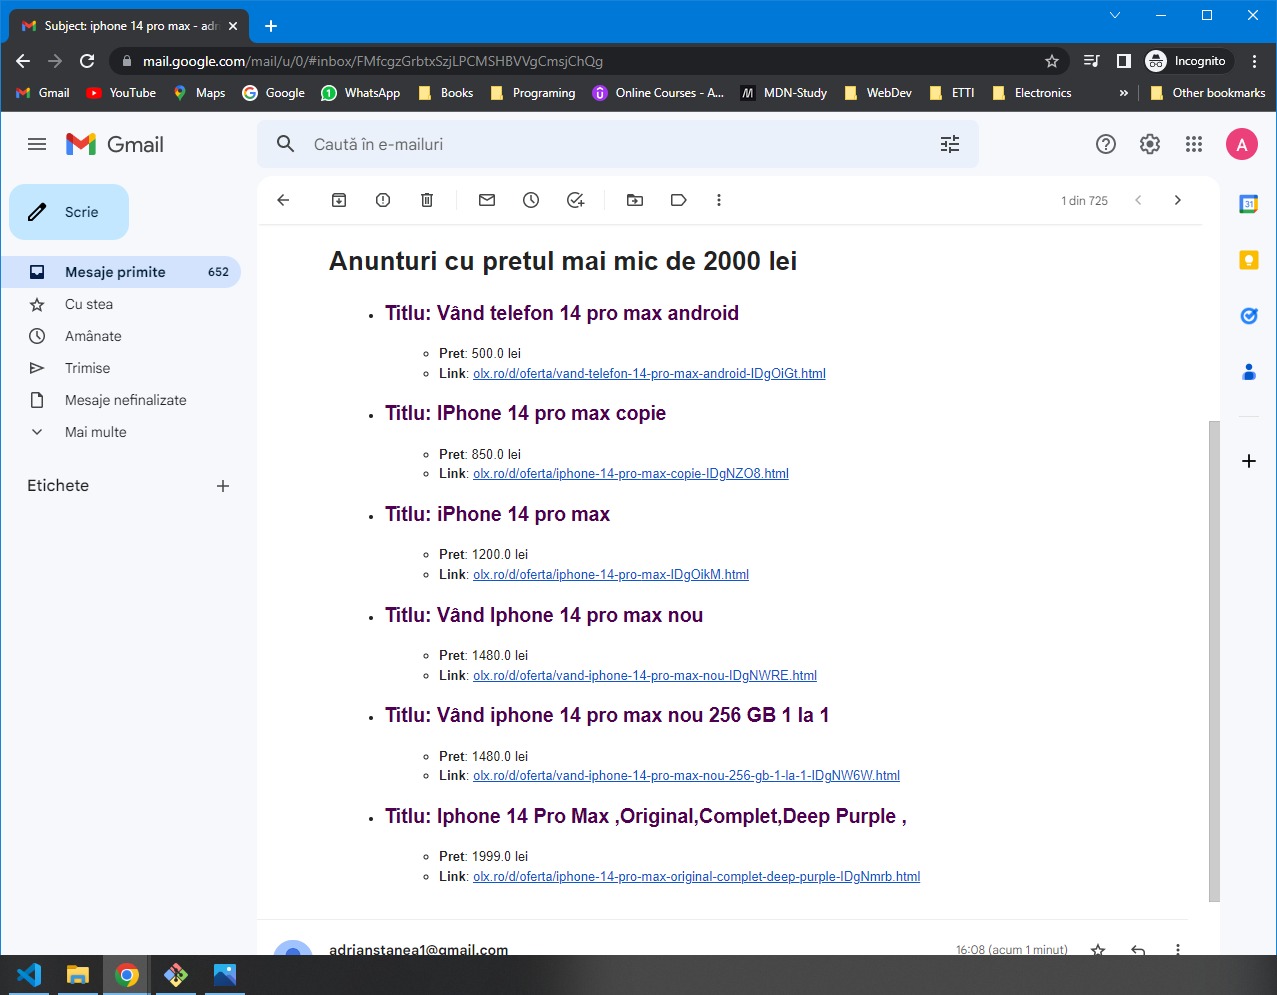 Subject: iphone 14 pro max - adri
mail.google.com/mail/u/0/#inbox/FMfcgzGrbtxSzjLPCMSHBVVgCmsjChQg
Incognito
Gmail YouTube Maps Google WhatsApp Books Programing Online Courses - A... MDN-Study WebDev ETTI Electronics » Other bookmarks
Gmail
Caută în e-mailuri
A
Scrie
1 din 725
31
Mesaje primite 652
Cu stea
Amânate
Trimise
Mesaje nefinalizate
Mai multe
Etichete
Anunturi cu pretul mai mic de 2000 lei
Titlu: Vând telefon 14 pro max android
Pret: 500.0 lei
Link: olx.ro/d/oferta/vand-telefon-14-pro-max-android-IDgOiGt.html
Titlu: IPhone 14 pro max copie
Pret: 850.0 lei
Link: olx.ro/d/oferta/iphone-14-pro-max-copie-IDgNZO8.html
Titlu: iPhone 14 pro max
Pret: 1200.0 lei
Link: olx.ro/d/oferta/iphone-14-pro-max-IDgOikM.html
Titlu: Vând Iphone 14 pro max nou
Pret: 1480.0 lei
Link: olx.ro/d/oferta/vand-iphone-14-pro-max-nou-IDgNWRE.html
Titlu: Vând iphone 14 pro max nou 256 GB 1 la 1
Pret: 1480.0 lei
Link: olx.ro/d/oferta/vand-iphone-14-pro-max-nou-256-gb-1-la-1-IDgNW6W.html
Titlu: Iphone 14 Pro Max ,Original,Complet,Deep Purple ,
Pret: 1999.0 lei
Link: olx.ro/d/oferta/iphone-14-pro-max-original-complet-deep-purple-IDgNmrb.html
adrianstanea1@gmail.com 16:08 (acum 1 minut)